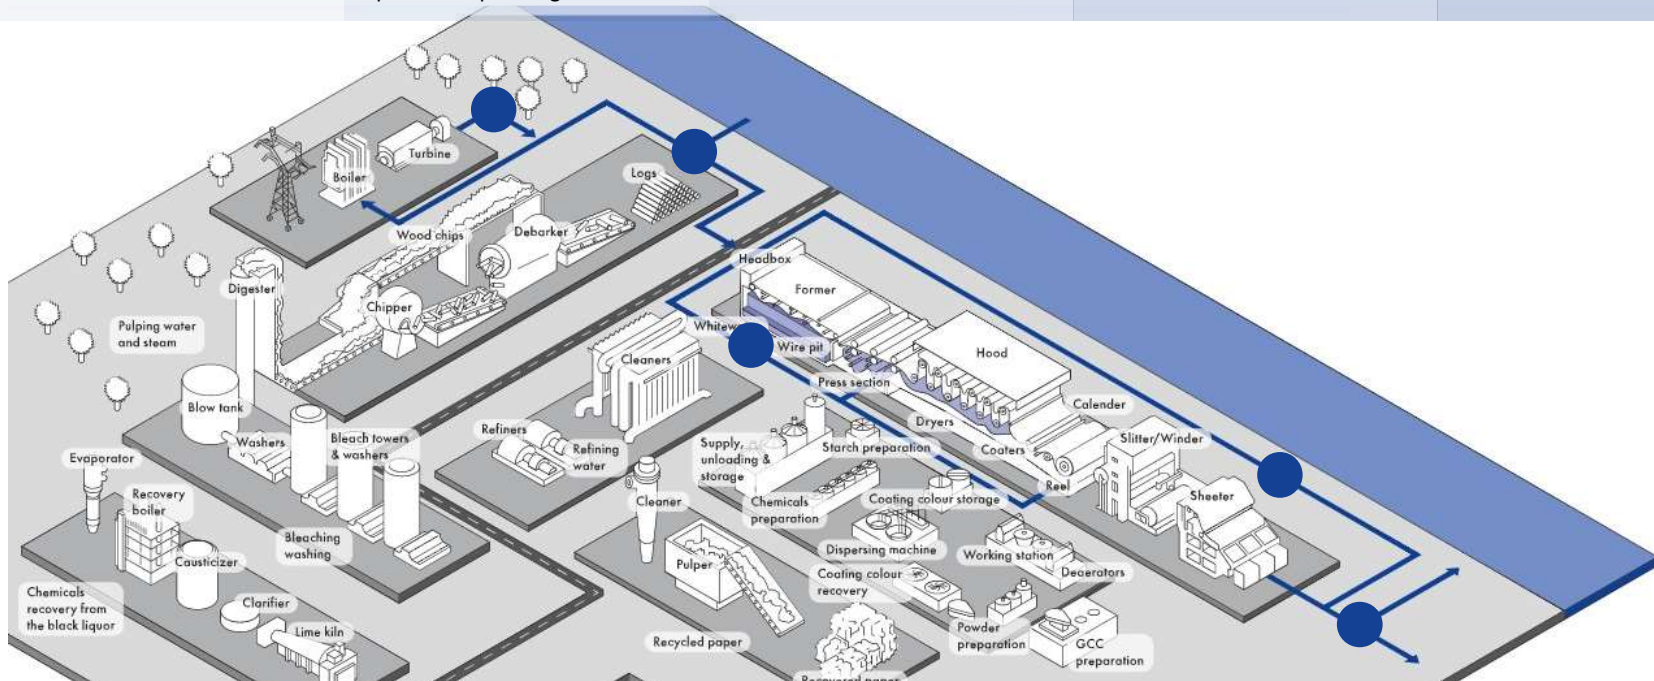 Turbine
Boiler
Logs
Wood chips
Debarker
Headbox
Digester
Former
Chipper
Pulping water
and steam
Wire pit
Hood
Cleaners
Press section
Blow tank
Calender
Dryers
Refiners
Bleach towers
& washers
Washers
Supply,
unloading &
storage
Starch preparation
Slitter/Winder
Coaters
Refining
water
Evaporator
Reel
Recovery
boiler
Cleaner
Chemicals
preparation
Coating colour storage
Sheeter
Bleaching
washing
Dispersing machine
Working station
Causticizer
Pulper
Coating colour
recovery
Deaerators
Chemicals
recovery from
the black liquor
Clarifier
Lime kiln
Recycled paper
Powder
preparation
GCC
preparation
Recovered paper